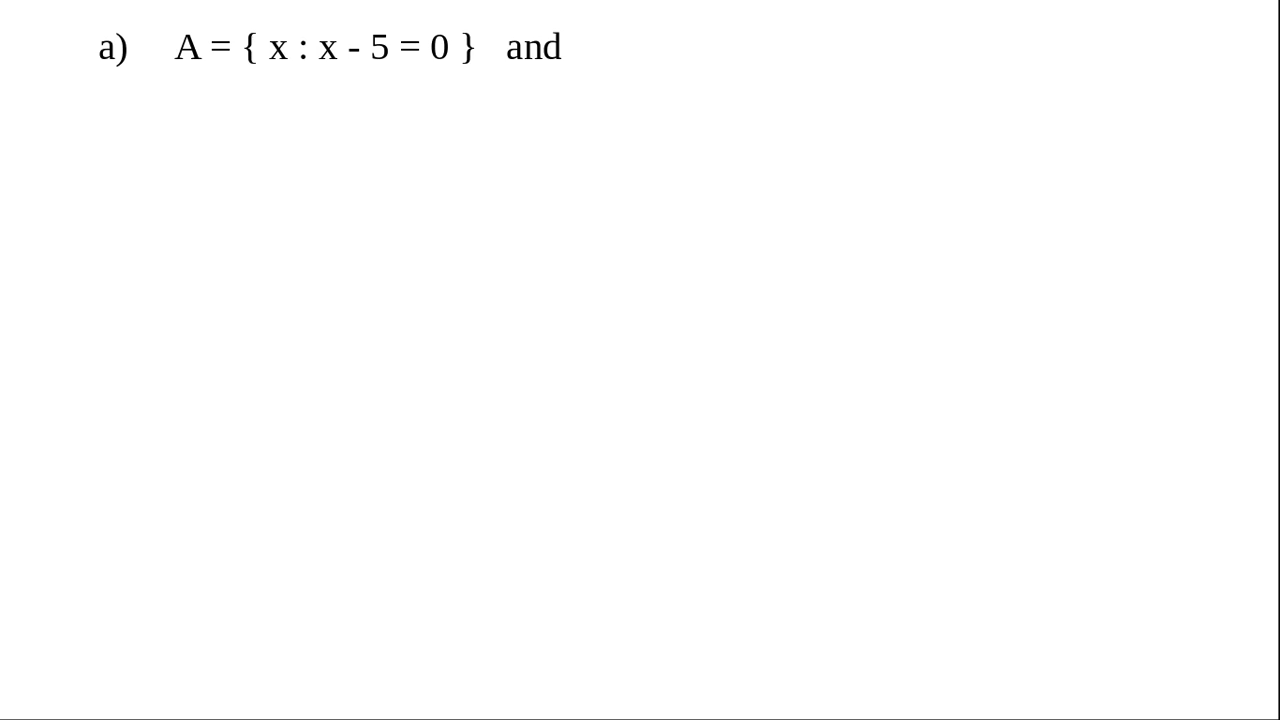 a) A = { x : x - 5 = 0 } and